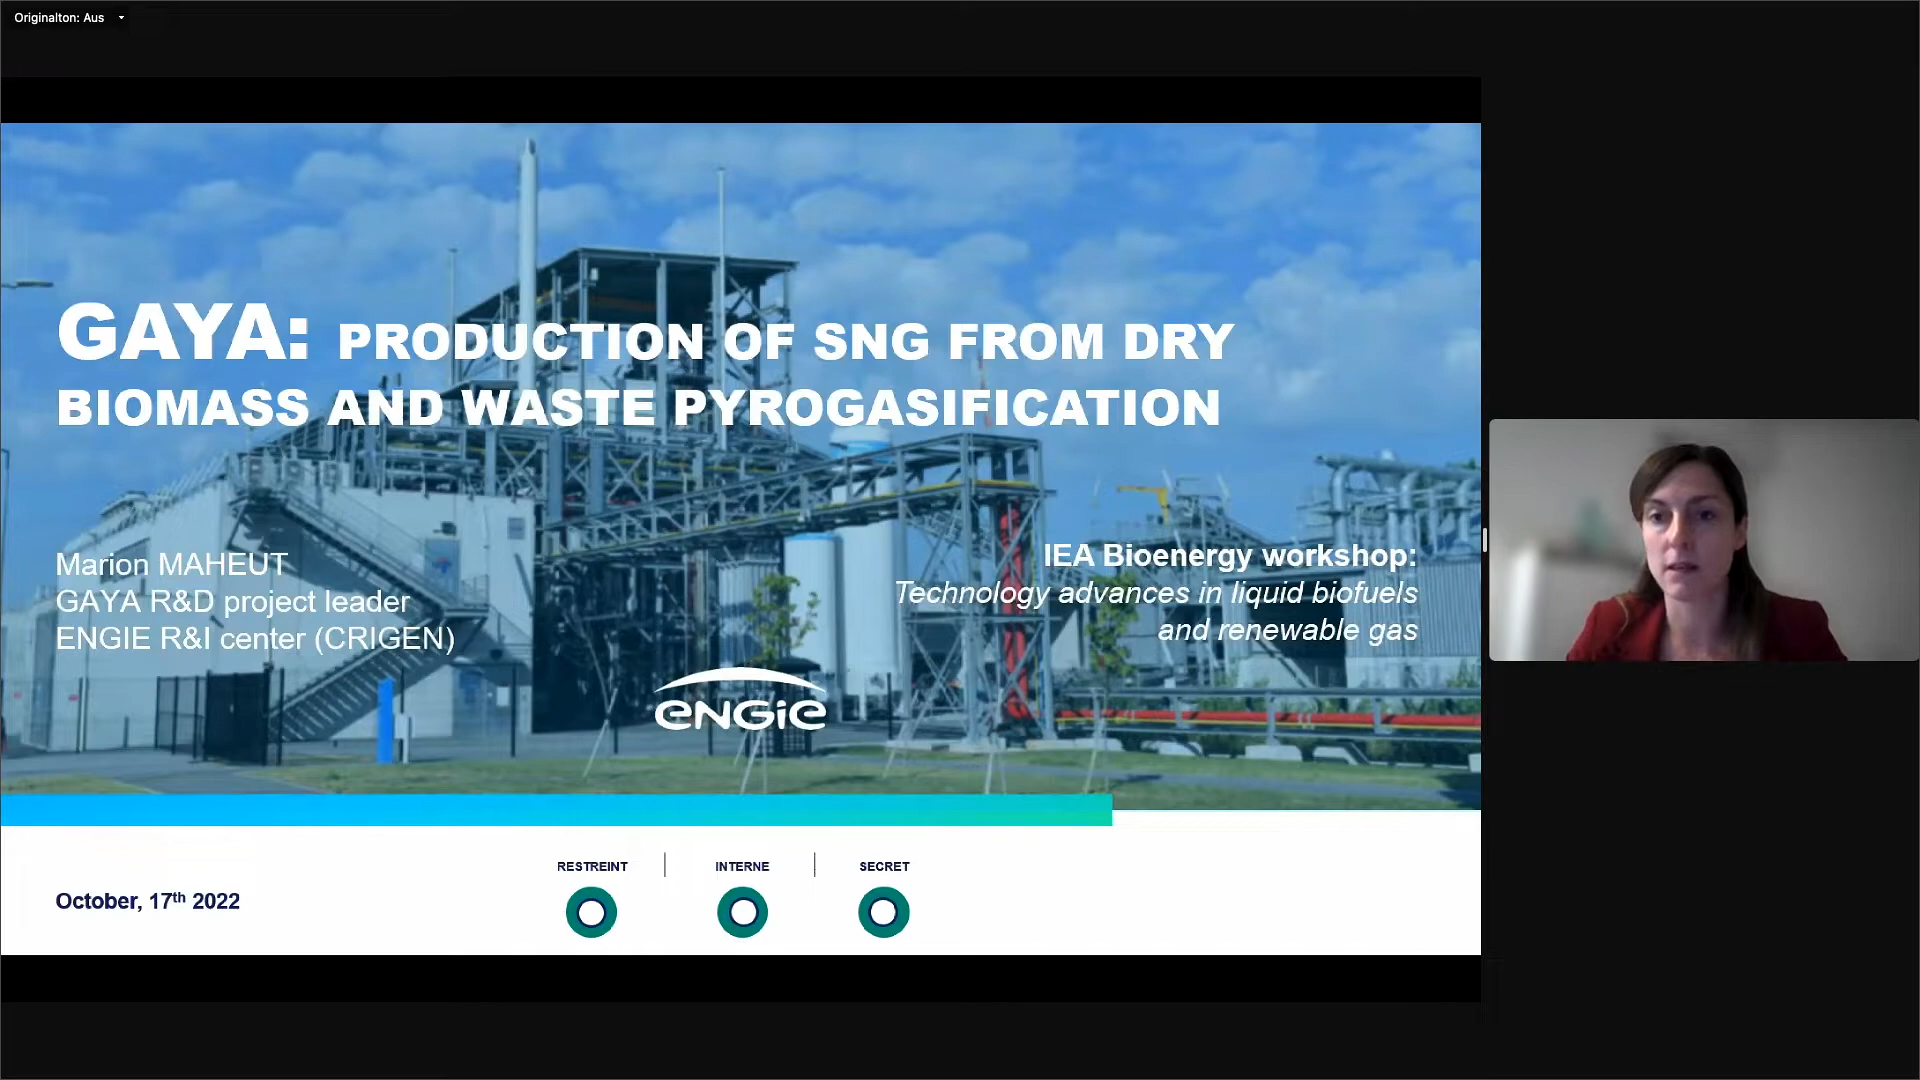 Originalton: Aus
GAYA: PRODUCTION OF SNG FROM DRY
BIOMASS AND WASTE PYROGASIFICATION
Marion MAHEUT
GAYA R&D project leader
ENGIE R&I center (CRIGEN)
IEA Bioenergy workshop:
Technology advances in liquid biofuels
and renewable gas
ENGIE
October, 17th 2022
RESTREINT | INTERNE | SECRET